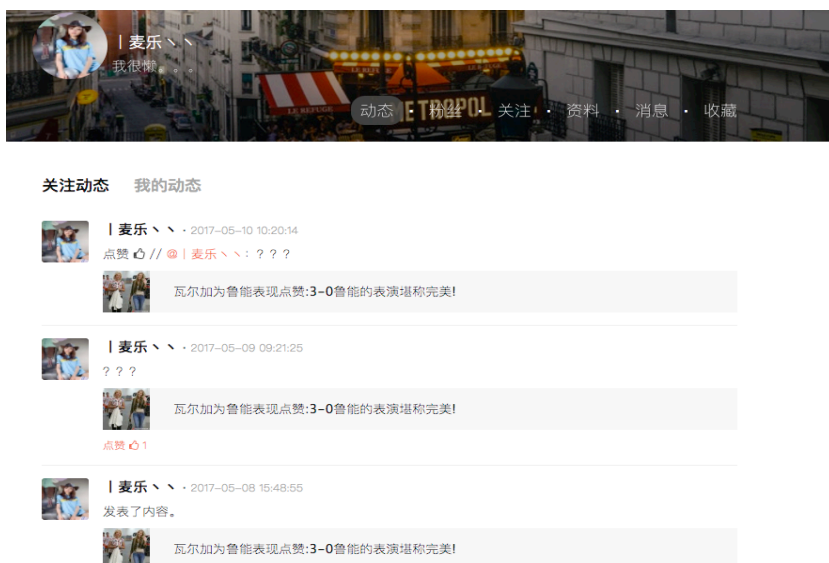 丨麦乐丶丶
我很懒。。。
LE REFUGE
LE REFUGE
METROPOL
动态 · 粉丝 · 关注 · 资料 · 消息 · 收藏
关注动态 我的动态
丨麦乐丶丶 · 2017-05-10 10:20:14
点赞 // @丨麦乐丶丶：？？？
瓦尔加为鲁能表现点赞:3-0鲁能的表演堪称完美!
丨麦乐丶丶 · 2017-05-09 09:21:25
？？？
瓦尔加为鲁能表现点赞:3-0鲁能的表演堪称完美!
点赞 1
丨麦乐丶丶 · 2017-05-08 15:48:55
发表了内容。
瓦尔加为鲁能表现点赞:3-0鲁能的表演堪称完美!